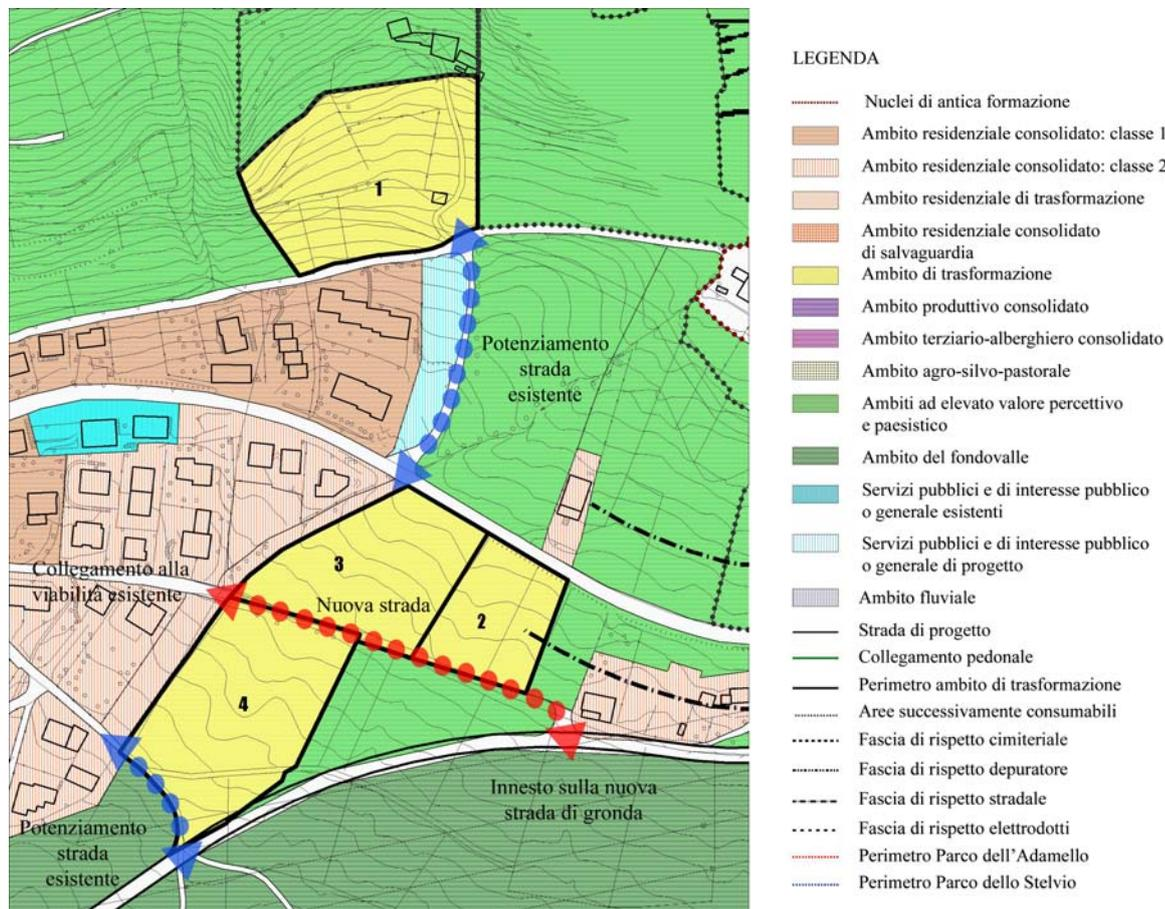 1
Potenziamento
strada
esistente
Collegamento alla
viabilità esistente
3
Nuova strada
2
4
Innesto sulla nuova
strada di gronda
Potenziamento
strada
esistente
LEGENDA
Nuclei di antica formazione
Ambito residenziale consolidato: classe 1
Ambito residenziale consolidato: classe 2
Ambito residenziale di trasformazione
Ambito residenziale consolidato
di salvaguardia
Ambito di trasformazione
Ambito produttivo consolidato
Ambito terziario-alberghiero consolidato
Ambito agro-silvo-pastorale
Ambiti ad elevato valore percettivo
e paesistico
Ambito del fondovalle
Servizi pubblici e di interesse pubblico
o generale esistenti
Servizi pubblici e di interesse pubblico
o generale di progetto
Ambito fluviale
Strada di progetto
Collegamento pedonale
Perimetro ambito di trasformazione
Aree successivamente consumabili
Fascia di rispetto cimiteriale
Fascia di rispetto depuratore
Fascia di rispetto stradale
Fascia di rispetto elettrodotti
Perimetro Parco dell'Adamello
Perimetro Parco dello Stelvio